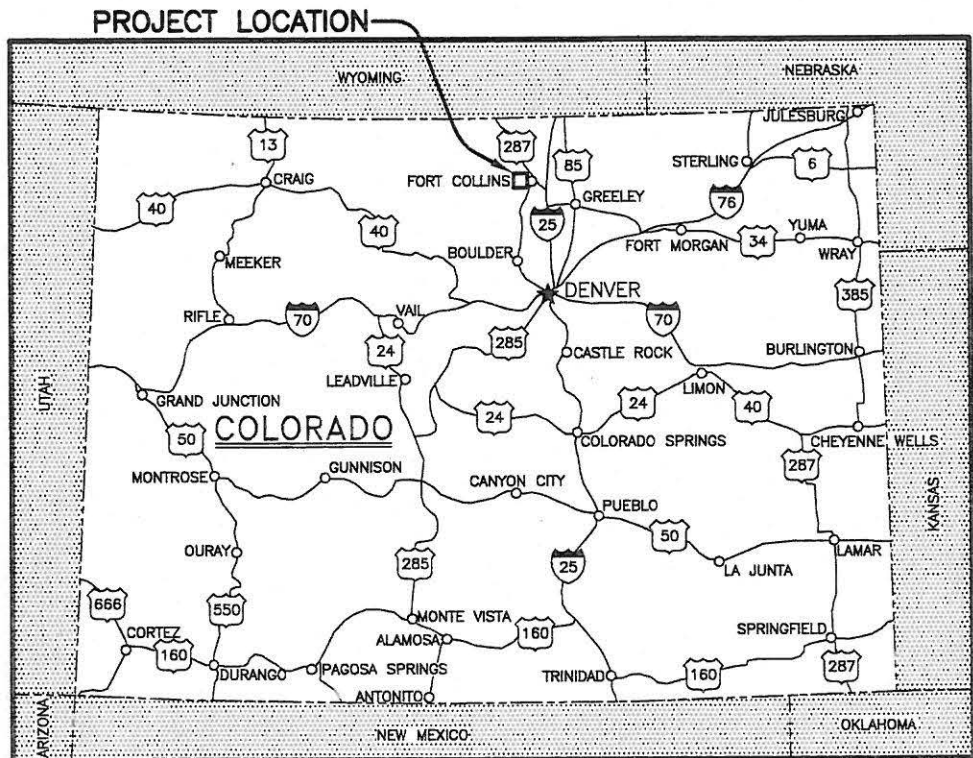 PROJECT LOCATION
WYOMING
NEBRASKA
JULESBURG
13
287
85
STERLING
6
CRAIG
FORT COLLINS
76
40
GREELEY
40
25
FORT MORGAN
34
YUMA
WRAY
MEEKER
BOULDER
385
DENVER
RIFLE
70
VAIL
285
70
24
CASTLE ROCK
BURLINGTON
UTAH
LEADVILLE
LIMON
GRAND JUNCTION
24
24
40
50
COLORADO
COLORADO SPRINGS
CHEYENNE WELLS
287
MONTROSE
GUNNISON
CANYON CITY
KANSAS
PUEBLO
50
OURAY
285
25
LA JUNTA
LAMAR
666
550
MONTE VISTA
CORTEZ
160
ALAMOSA
160
SPRINGFIELD
DURANGO
PAGOSA SPRINGS
TRINIDAD
160
287
ANTONITO
ARIZONA
NEW MEXICO
OKLAHOMA